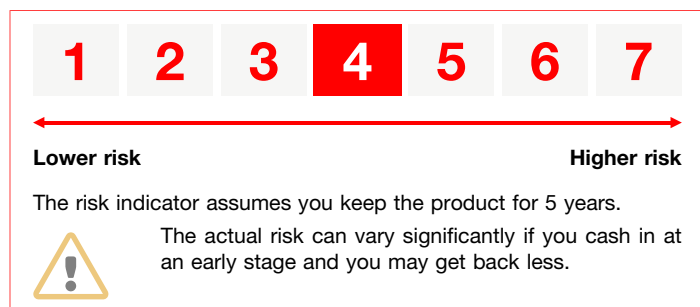 1 2 3 4 5 6 7
Lower risk Higher risk
The risk indicator assumes you keep the product for 5 years.
The actual risk can vary significantly if you cash in at
an early stage and you may get back less.